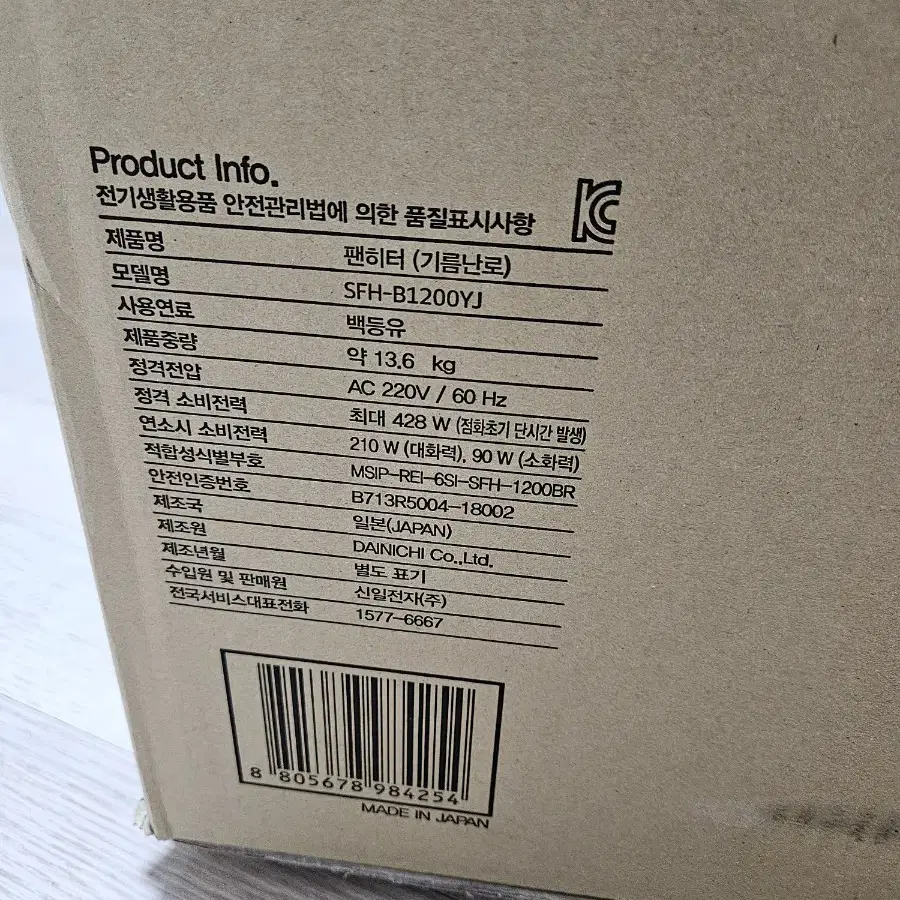 Product Info.
전기생활용품 안전관리법에 의한 품질표시사항
제품명 팬히터 (기름난로)
모델명 SFH-B1200YJ
사용연료 백등유
제품중량 약 13.6 kg
정격전압 AC 220V / 60 Hz
정격 소비전력 최대 428 W (점화초기 단시간 발생)
연소시 소비전력 210 W (대화력), 90 W (소화력)
적합성식별부호 MSIP-REI-6SI-SFH-1200BR
안전인증번호 B713R5004-18002
제조국 일본(JAPAN)
제조원 DAINICHI Co.,Ltd.
제조년월 별도 표기
수입원 및 판매원 신일전자(주)
전국서비스대표전화 1577-6667
8 805678 984254
MADE IN JAPAN